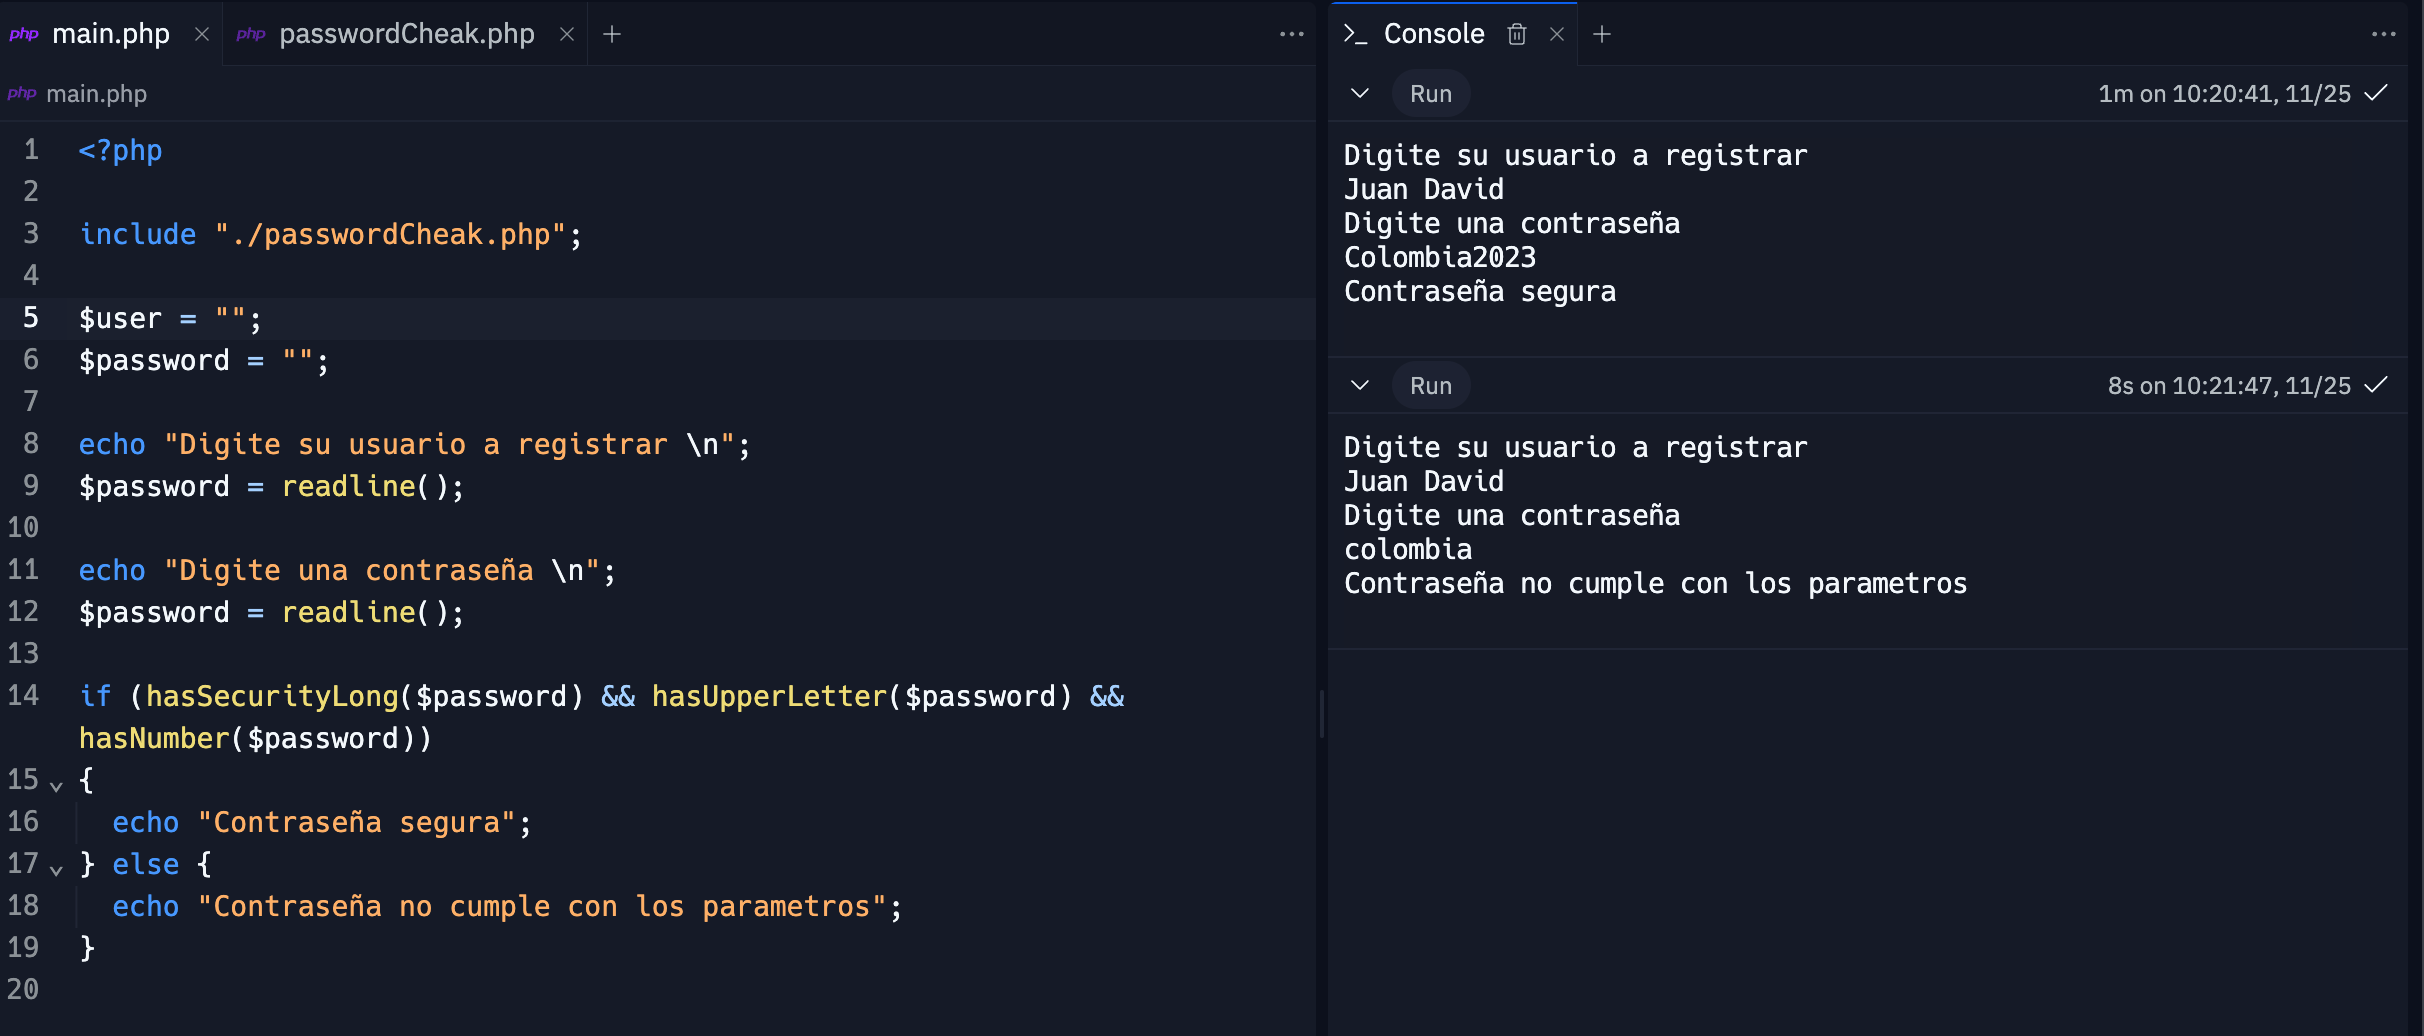 php main.php
php passwordCheak.php
php main.php
1 <?php
2
3 include "./passwordCheak.php";
4
5 $user = "";
6 $password = "";
7
8 echo "Digite su usuario a registrar \n";
9 $password = readline();
10
11 echo "Digite una contraseña \n";
12 $password = readline();
13
14 if (hasSecurityLong($password) && hasUpperLetter($password) &&
hasNumber($password))
15 {
16 echo "Contraseña segura";
17 } else {
18 echo "Contraseña no cumple con los parametros";
19 }
20
Console
Run 1m on 10:20:41, 11/25
Digite su usuario a registrar
Juan David
Digite una contraseña
Colombia2023
Contraseña segura
Run 8s on 10:21:47, 11/25
Digite su usuario a registrar
Juan David
Digite una contraseña
colombia
Contraseña no cumple con los parametros